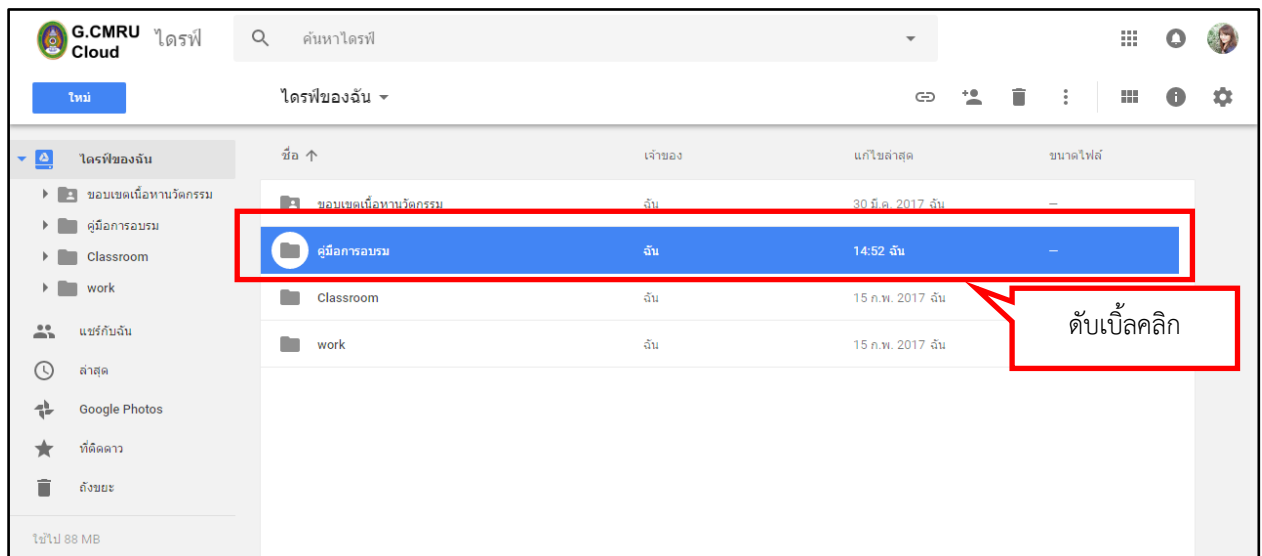 G.CMRU Cloud ไดรฟ์ ค้นหาไดรฟ์
ใหม่ ไดรฟ์ของฉัน
ไดรฟ์ของฉัน
ขอบเขตเนื้อหานวัตกรรม
คู่มือการอบรม
Classroom
work
แชร์กับฉัน
ล่าสุด
Google Photos
ที่ติดดาว
ถังขยะ
ใช้ไป 88 MB
ชื่อ เจ้าของ แก้ไขล่าสุด ขนาดไฟล์
ขอบเขตเนื้อหานวัตกรรม ฉัน 30 มี.ค. 2017 ฉัน –
คู่มือการอบรม ฉัน 14:52 ฉัน –
Classroom ฉัน 15 ก.พ. 2017 ฉัน
work ฉัน 15 ก.พ. 2017 ฉัน
ดับเบิ้ลคลิก